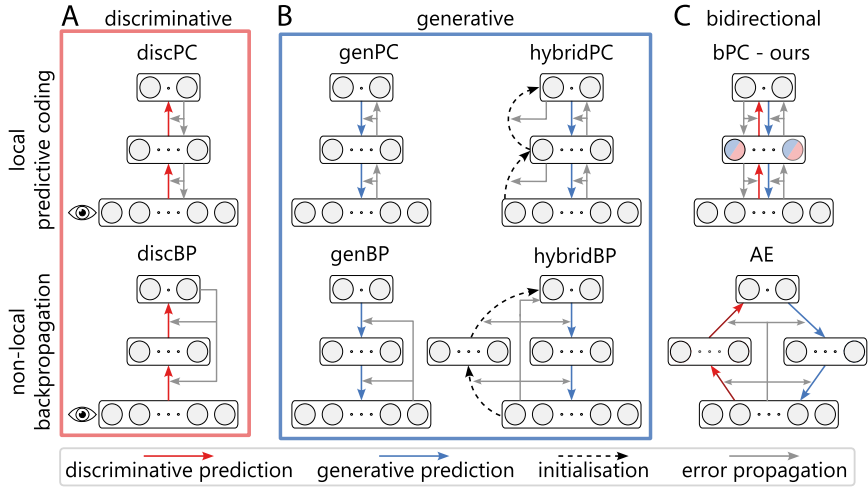 A discriminative
B generative
C bidirectional
local
predictive coding
discPC
genPC
hybridPC
bPC - ours
non-local
backpropagation
discBP
genBP
hybridBP
AE
discriminative prediction
generative prediction
initialisation
error propagation